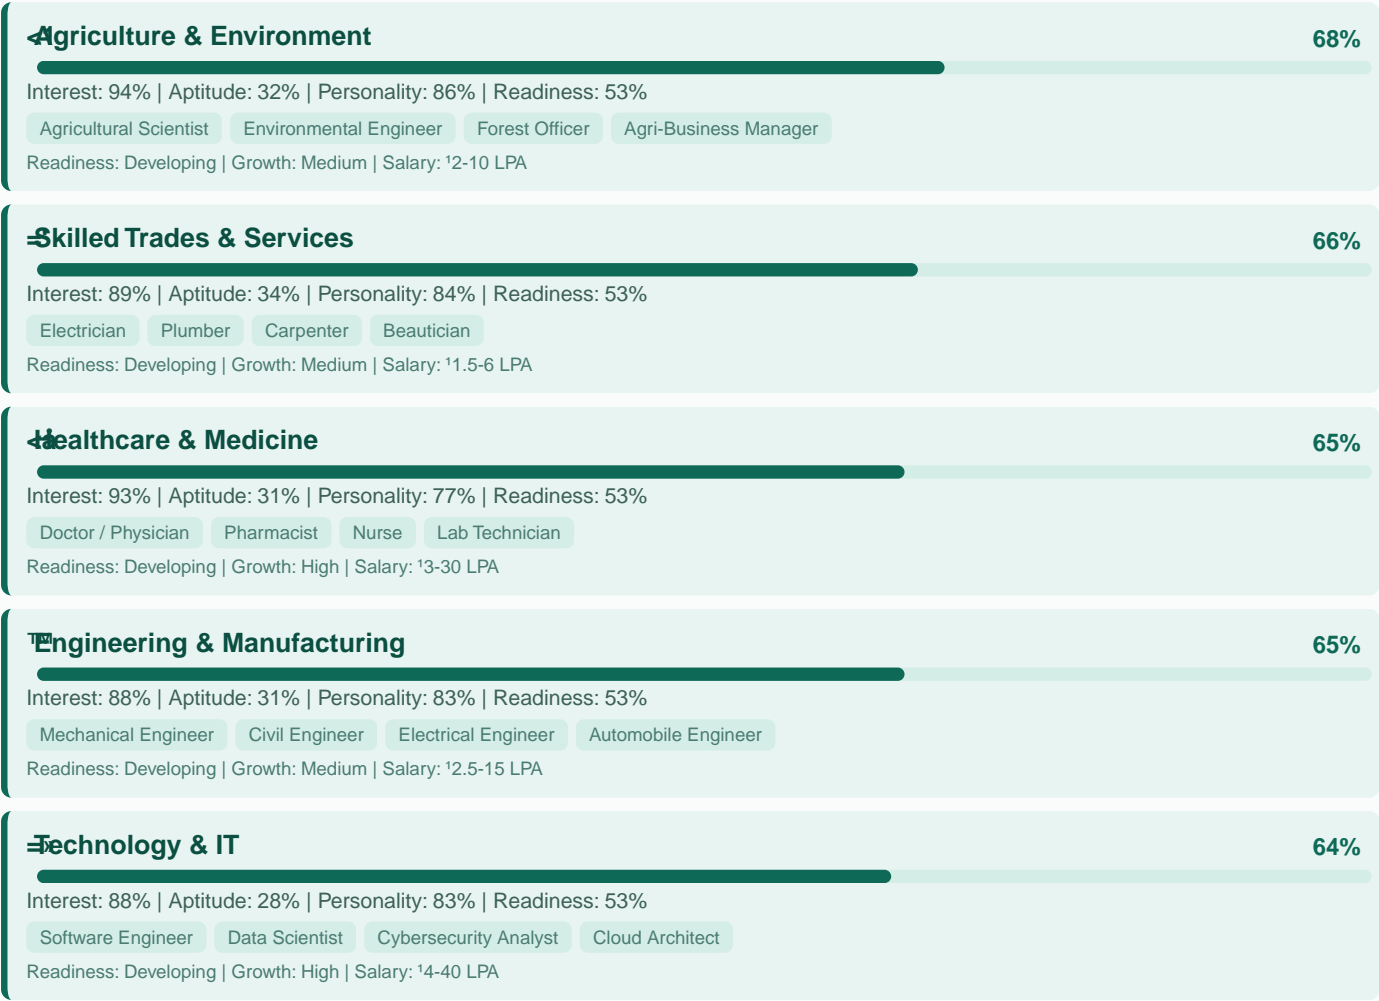 Agriculture & Environment 68%
Interest: 94% | Aptitude: 32% | Personality: 86% | Readiness: 53%
Agricultural Scientist Environmental Engineer Forest Officer Agri-Business Manager
Readiness: Developing | Growth: Medium | Salary: ¹2-10 LPA
Skilled Trades & Services 66%
Interest: 89% | Aptitude: 34% | Personality: 84% | Readiness: 53%
Electrician Plumber Carpenter Beautician
Readiness: Developing | Growth: Medium | Salary: ¹1.5-6 LPA
Healthcare & Medicine 65%
Interest: 93% | Aptitude: 31% | Personality: 77% | Readiness: 53%
Doctor / Physician Pharmacist Nurse Lab Technician
Readiness: Developing | Growth: High | Salary: ¹3-30 LPA
Engineering & Manufacturing 65%
Interest: 88% | Aptitude: 31% | Personality: 83% | Readiness: 53%
Mechanical Engineer Civil Engineer Electrical Engineer Automobile Engineer
Readiness: Developing | Growth: Medium | Salary: ¹2.5-15 LPA
Technology & IT 64%
Interest: 88% | Aptitude: 28% | Personality: 83% | Readiness: 53%
Software Engineer Data Scientist Cybersecurity Analyst Cloud Architect
Readiness: Developing | Growth: High | Salary: ¹4-40 LPA